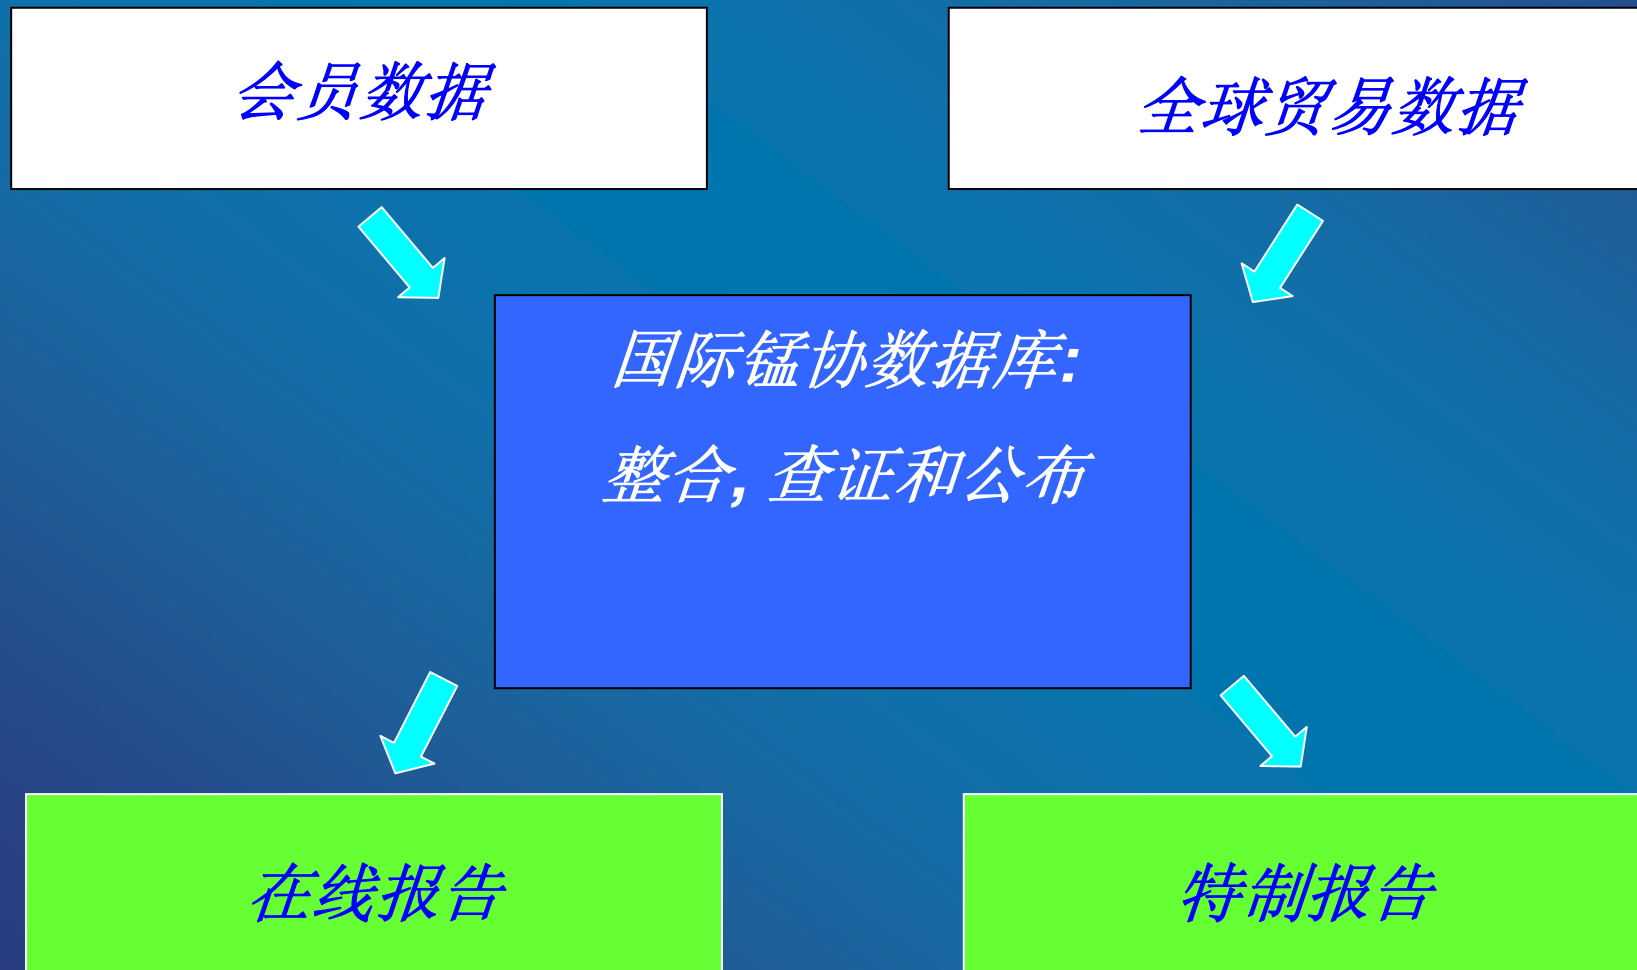 会员数据
全球贸易数据
国际锰协数据库:
整合, 查证和公布
在线报告
特制报告